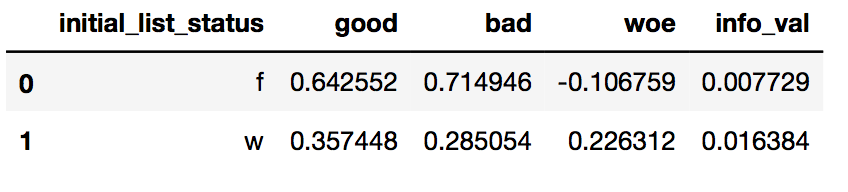 initial_list_status good bad woe info_val
0 f 0.642552 0.714946 -0.106759 0.007729
1 w 0.357448 0.285054 0.226312 0.016384